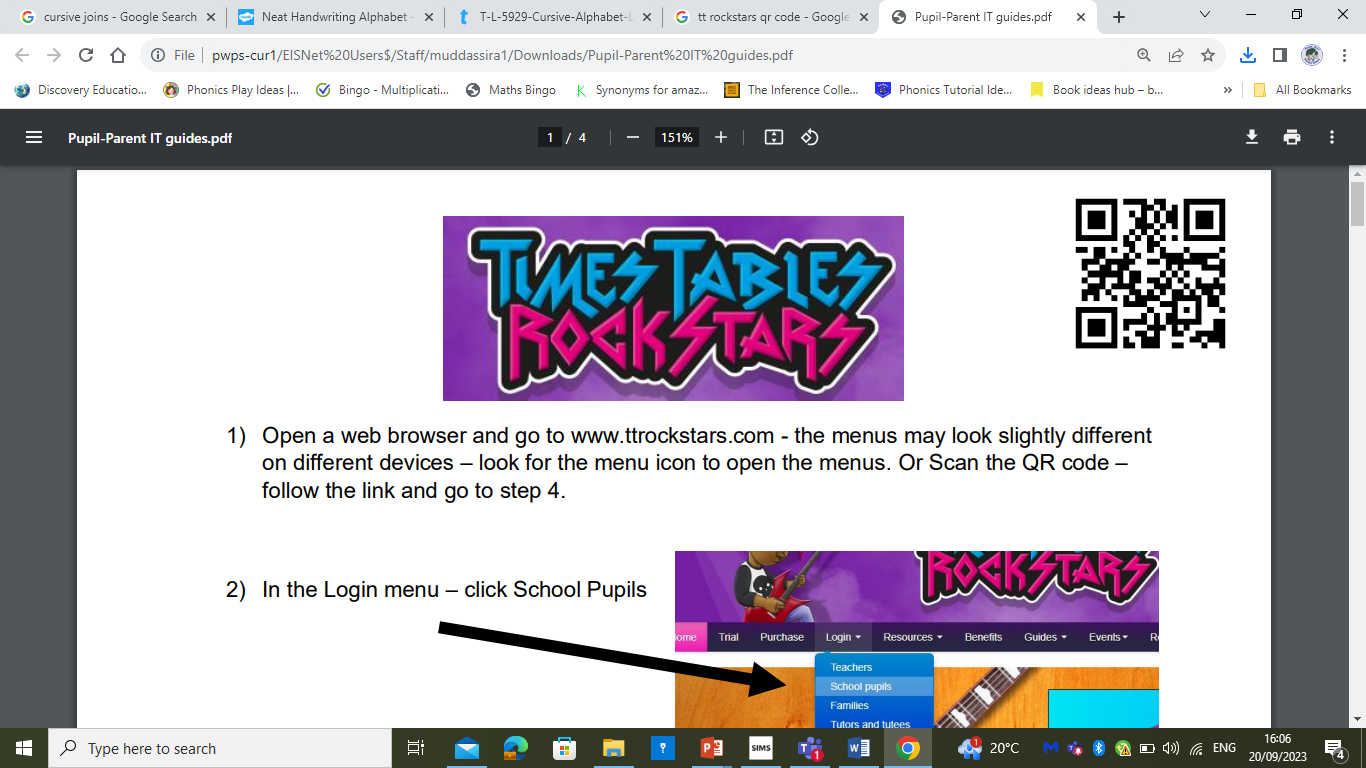 cursive joins - Google Search
Neat Handwriting Alphabet -
T-L-5929-Cursive-Alphabet-L
tt rockstars qr code - Google
Pupil-Parent IT guides.pdf
File | pwps-cur1/EISNet%20Users$/Staff/muddassira1/Downloads/Pupil-Parent%20IT%20guides.pdf
Discovery Educatio...
Phonics Play Ideas |...
Bingo - Multiplicati...
Maths Bingo
Synonyms for amaz...
The Inference Colle...
Phonics Tutorial Ide...
Book ideas hub – b...
»
All Bookmarks
Pupil-Parent IT guides.pdf
1 / 4
151%
TIMES TABLES
ROCK STARS
1) Open a web browser and go to www.ttrockstars.com - the menus may look slightly different
on different devices – look for the menu icon to open the menus. Or Scan the QR code –
follow the link and go to step 4.
2) In the Login menu – click School Pupils
ROCK STARS
Trial Purchase Login Resources Benefits Guides Events
Teachers
School pupils
Families
Tutors and tutees
Type here to search
SIMS
1
20°C
ENG
16:06
20/09/2023
4